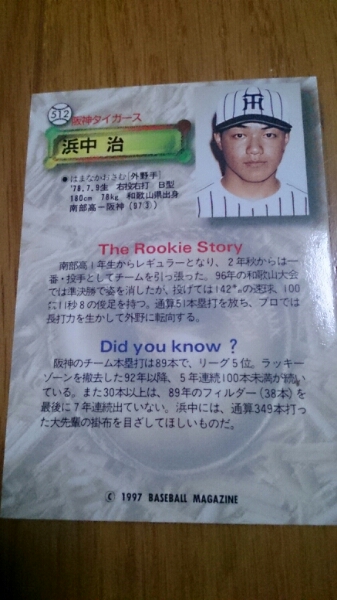 512
阪神タイガース
浜中 治
●はまなかおさむ[外野手]
'78.7.9生 右投右打 B型
180cm 78kg 和歌山県出身
南部高ー阪神('97③)
HT
The Rookie Story
南部高1年生からレギュラーとなり、2年秋からは一
番・投手としてチームを引っ張った。96年の和歌山大会
では準決勝で姿を消したが、投げては142㌔の速球、100
に11秒8の俊足を持つ。通算51本塁打を放ち、プロでは
長打力を生かして外野に転向する。
Did you know ?
阪神のチーム本塁打は89本で、リーグ5位。ラッキー
ゾーンを撤去した92年以降、5年連続100本未満が続い
ている。また30本以上は、89年のフィルダー(38本)を
最後に7年連続出ていない。浜中には、通算349本打っ
た大先輩の掛布を目ざしてほしいものだ。
© 1997 BASEBALL MAGAZINE